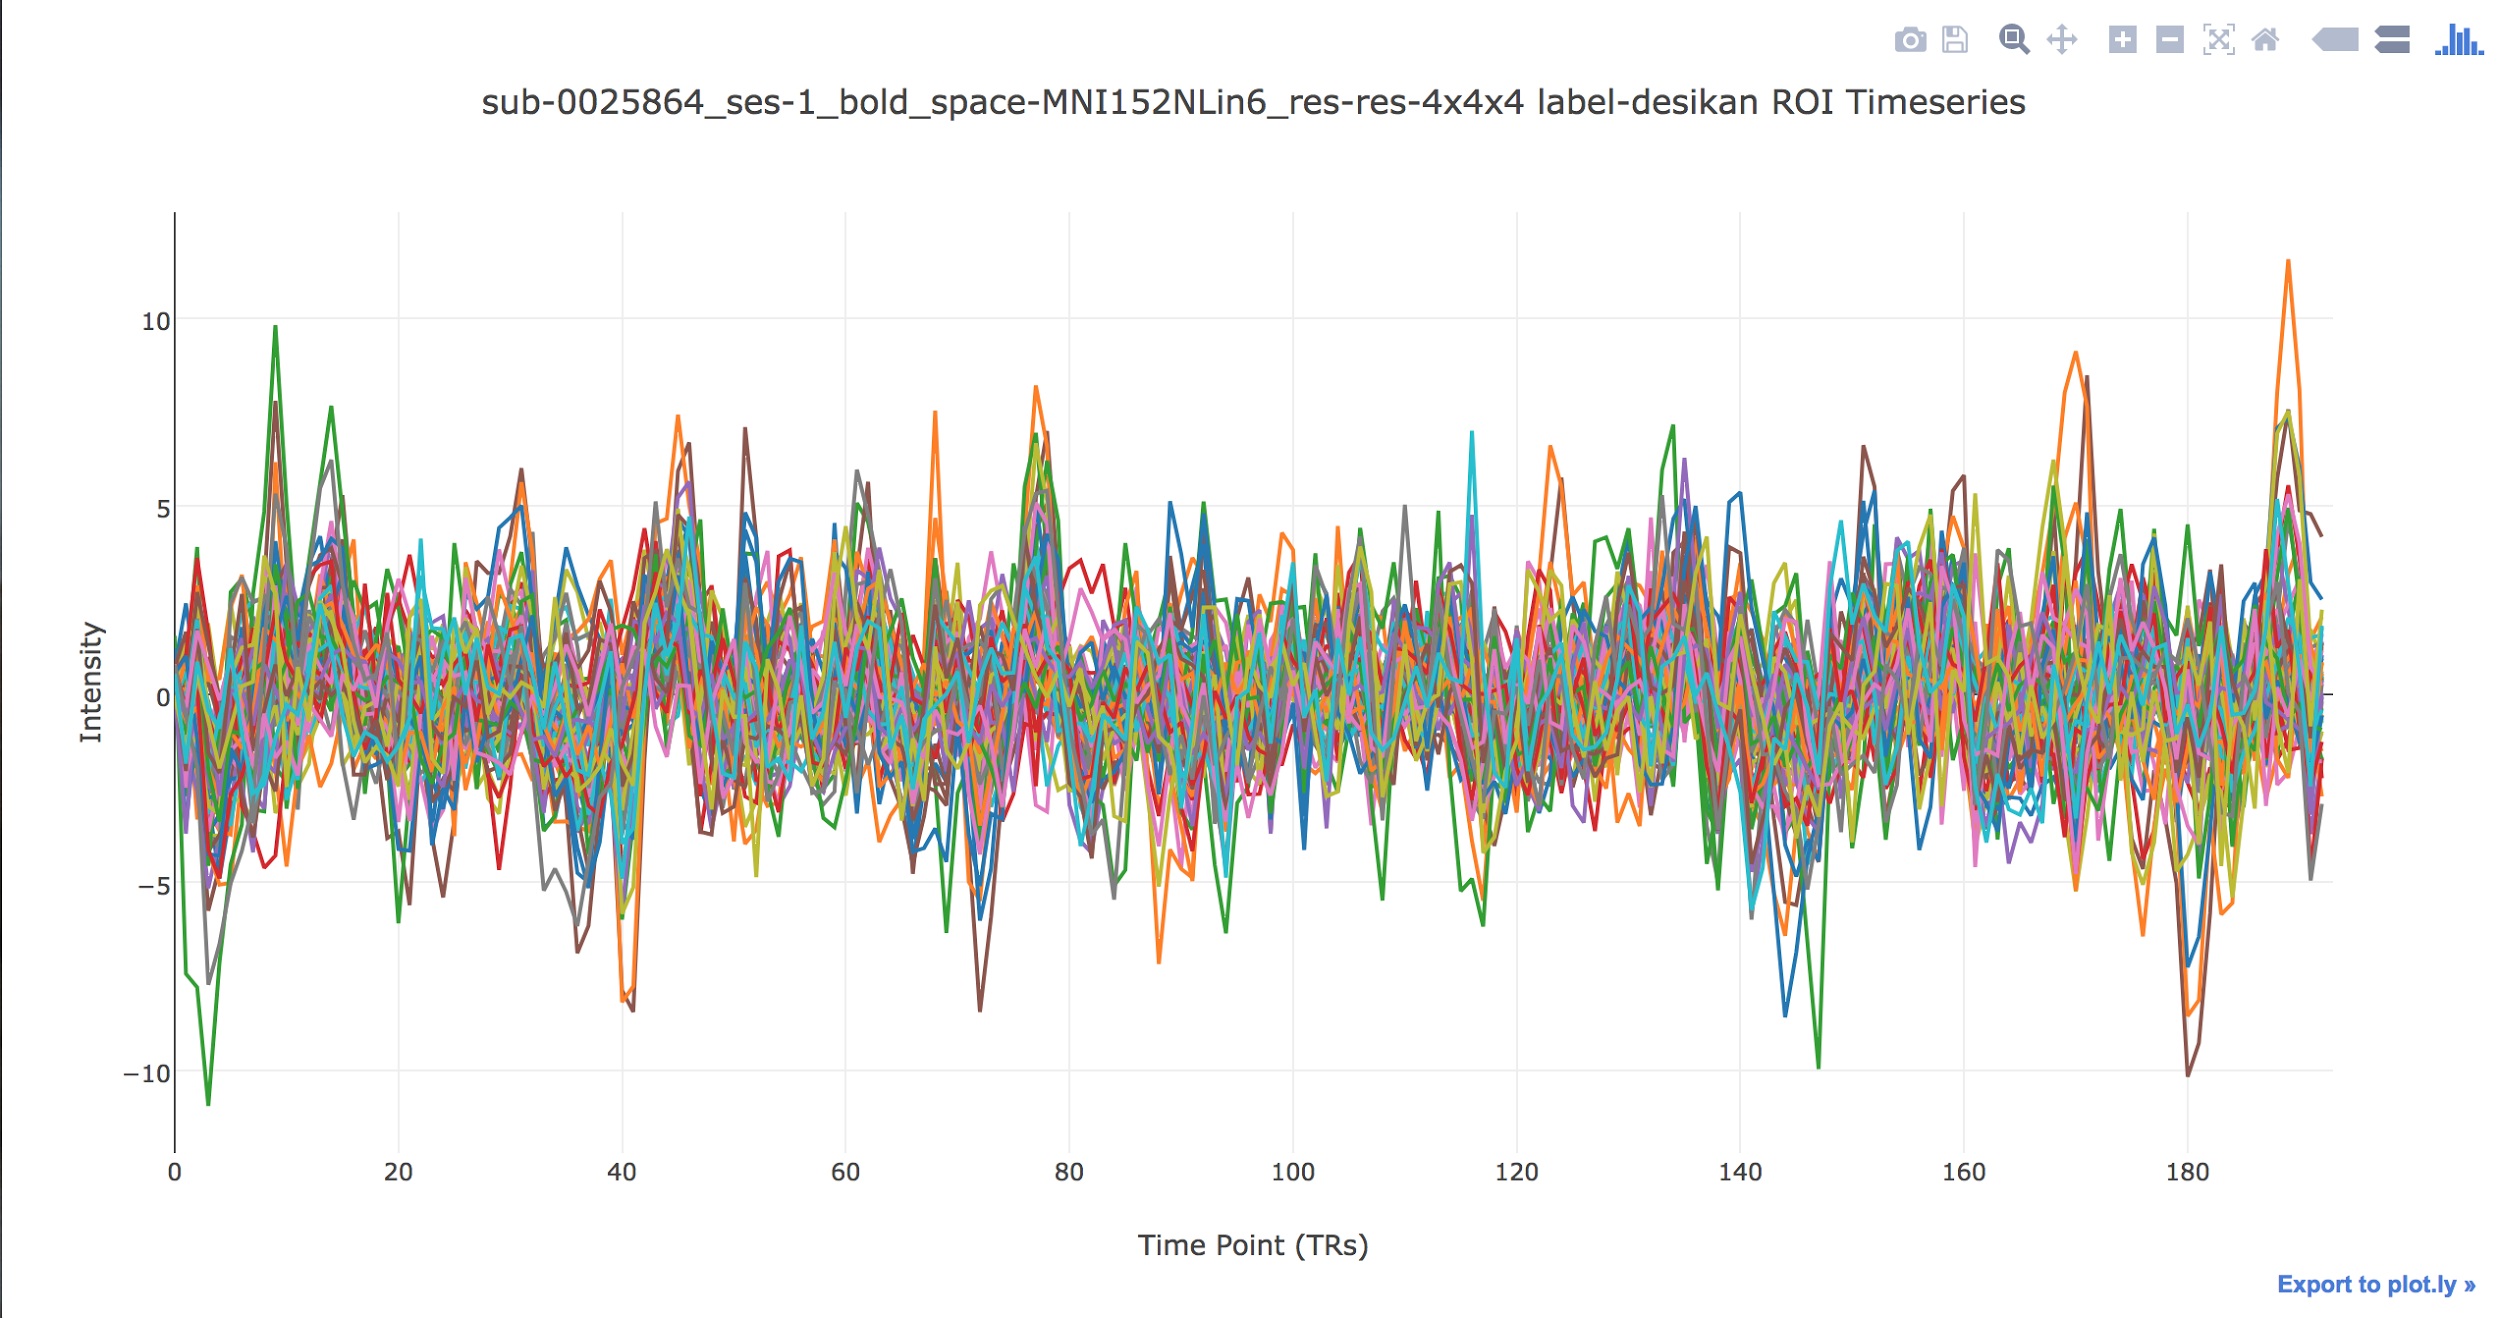 sub-0025864_ses-1_bold_space-MNI152NLin6_res-res-4x4x4 label-desikan ROI Timeseries
10
5
0
−5
−10
Intensity
0 20 40 60 80 100 120 140 160 180
Time Point (TRs)
Export to plot.ly »